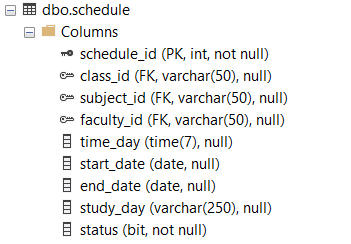 dbo.schedule
Columns
schedule_id (PK, int, not null)
class_id (FK, varchar(50), null)
subject_id (FK, varchar(50), null)
faculty_id (FK, varchar(50), null)
time_day (time(7), null)
start_date (date, null)
end_date (date, null)
study_day (varchar(250), null)
status (bit, not null)